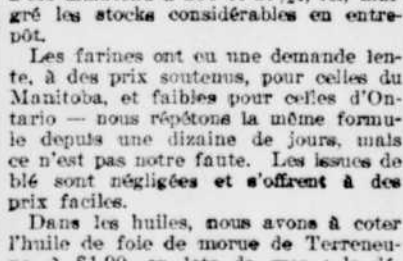 gré les stocks considérables en entre-
pôt.
Les farines ont eu une demande len-
te, à des prix soutenus, pour celles du
Manitoba, et faibles pour celles d'On-
tario — nous répétons la même formu-
le depuis une dizaine de jours, mais
ce n'est pas notre faute. Les issues de
blé sont négligées et s'offrent à des
prix faciles.
Dans les huiles, nous avons à coter
l'huile de foie de morue de Terreneu-